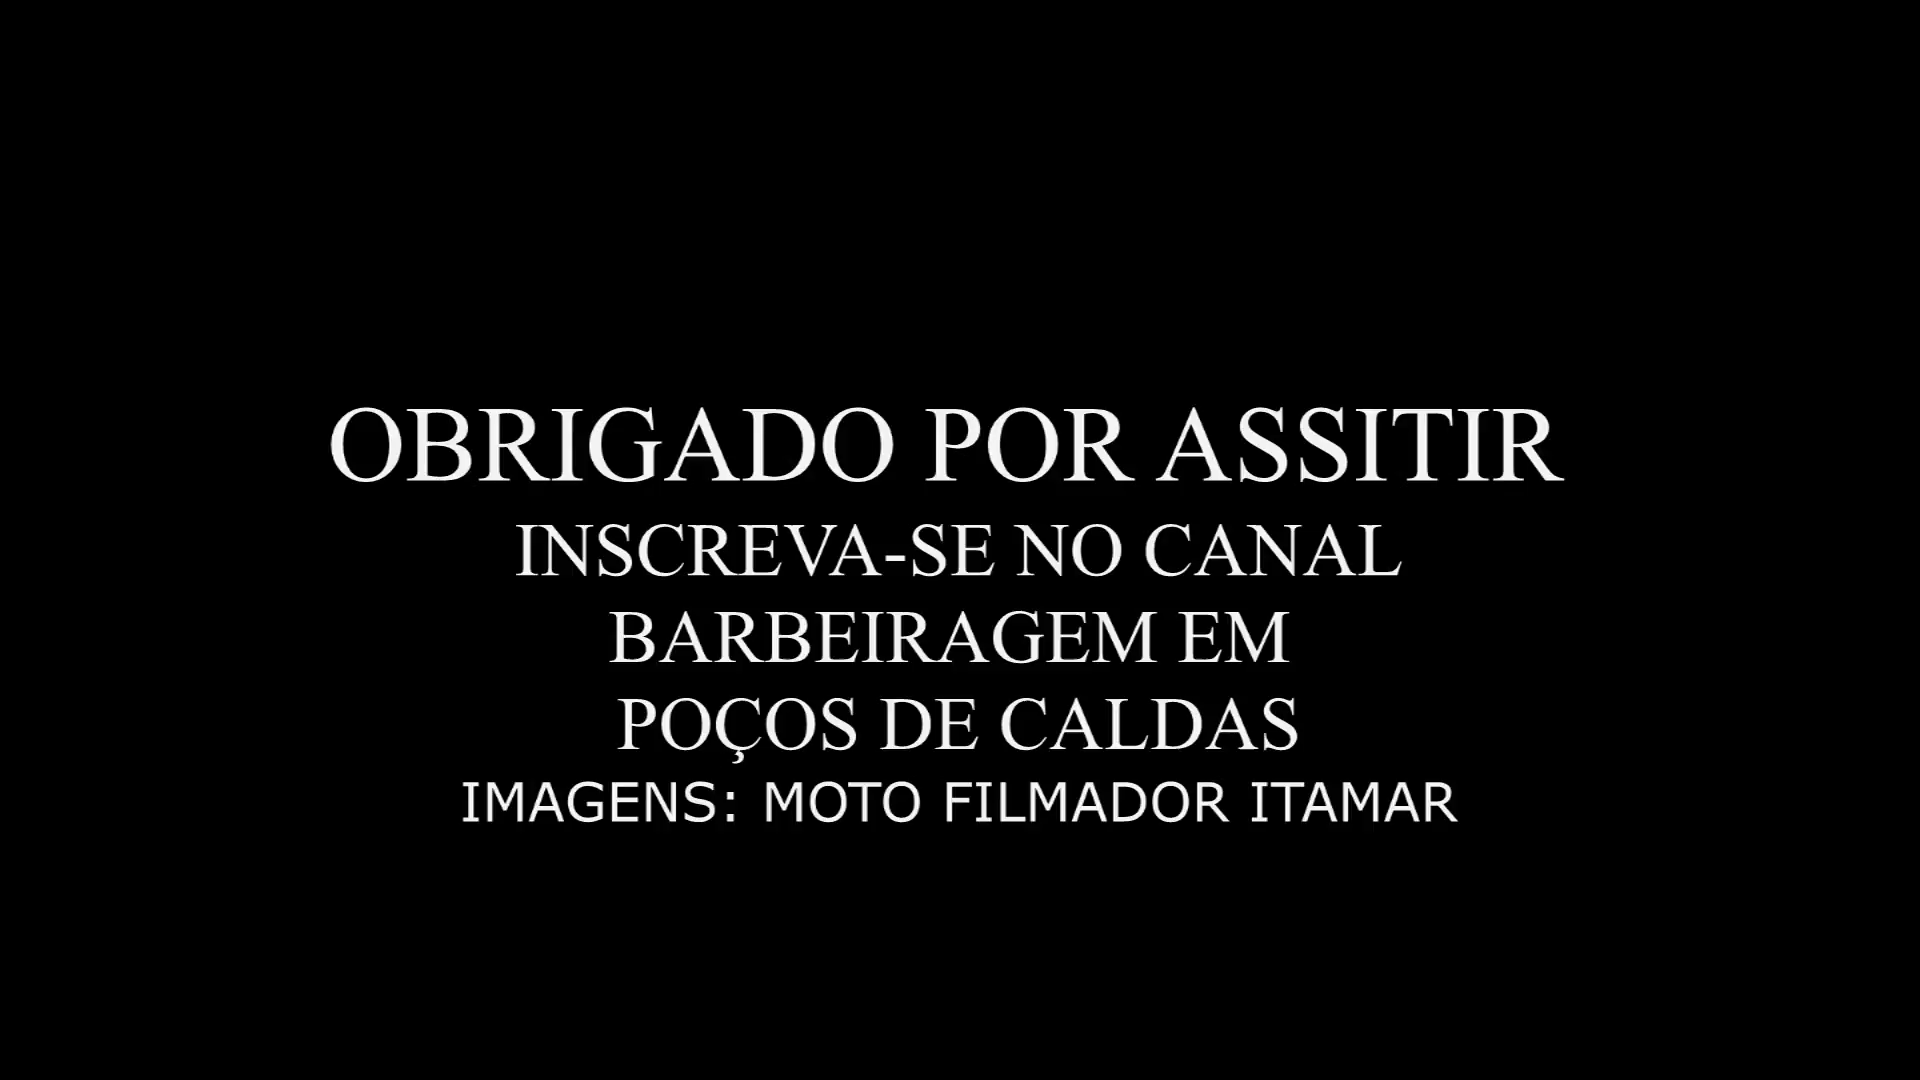 OBRIGADO POR ASSITIR
INSCREVA-SE NO CANAL
BARBEIRAGEM EM
POÇOS DE CALDAS
IMAGENS: MOTO FILMADOR ITAMAR